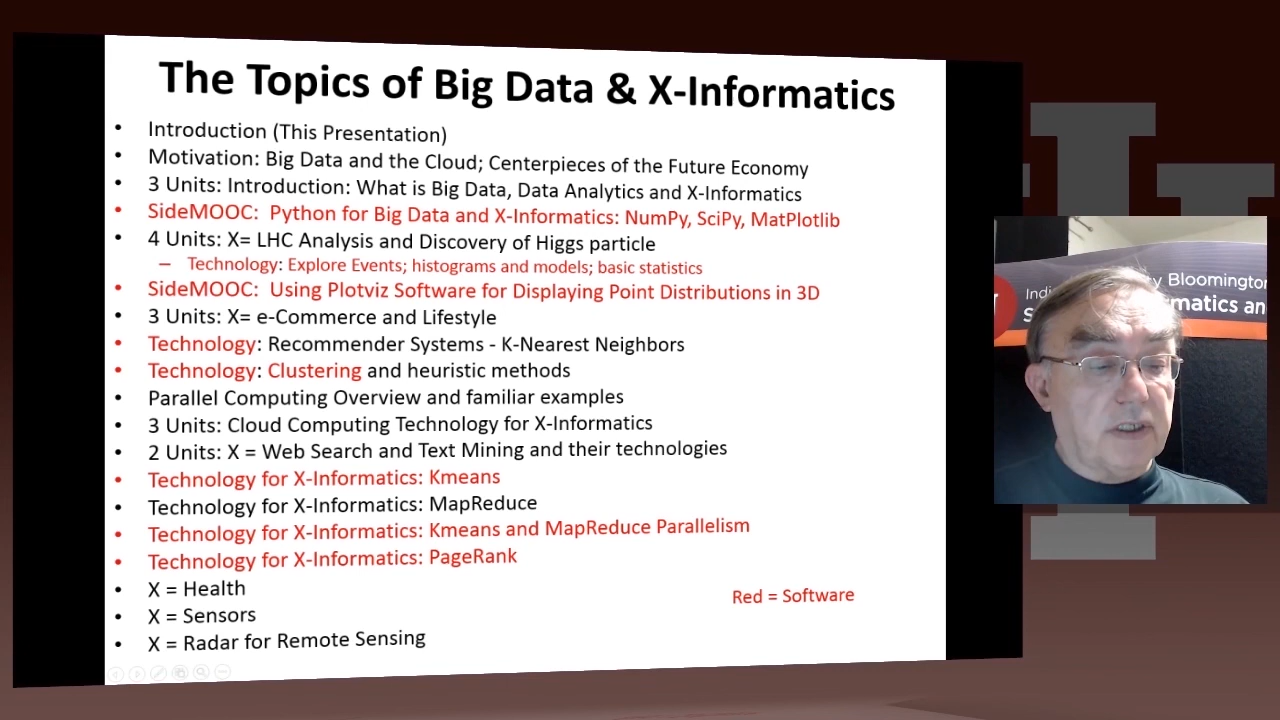 The Topics of Big Data & X-Informatics
• Introduction (This Presentation)
• Motivation: Big Data and the Cloud; Centerpieces of the Future Economy
• 3 Units: Introduction: What is Big Data, Data Analytics and X-Informatics
• SideMOOC: Python for Big Data and X-Informatics: NumPy, SciPy, MatPlotlib
• 4 Units: X= LHC Analysis and Discovery of Higgs particle
– Technology: Explore Events; histograms and models; basic statistics
• SideMOOC: Using Plotviz Software for Displaying Point Distributions in 3D
• 3 Units: X= e-Commerce and Lifestyle
• Technology: Recommender Systems - K-Nearest Neighbors
• Technology: Clustering and heuristic methods
• Parallel Computing Overview and familiar examples
• 3 Units: Cloud Computing Technology for X-Informatics
• 2 Units: X = Web Search and Text Mining and their technologies
• Technology for X-Informatics: Kmeans
• Technology for X-Informatics: MapReduce
• Technology for X-Informatics: Kmeans and MapReduce Parallelism
• Technology for X-Informatics: PageRank
• X = Health
• X = Sensors
• X = Radar for Remote Sensing
Red = Software
Indi y Bloomington
S matics an